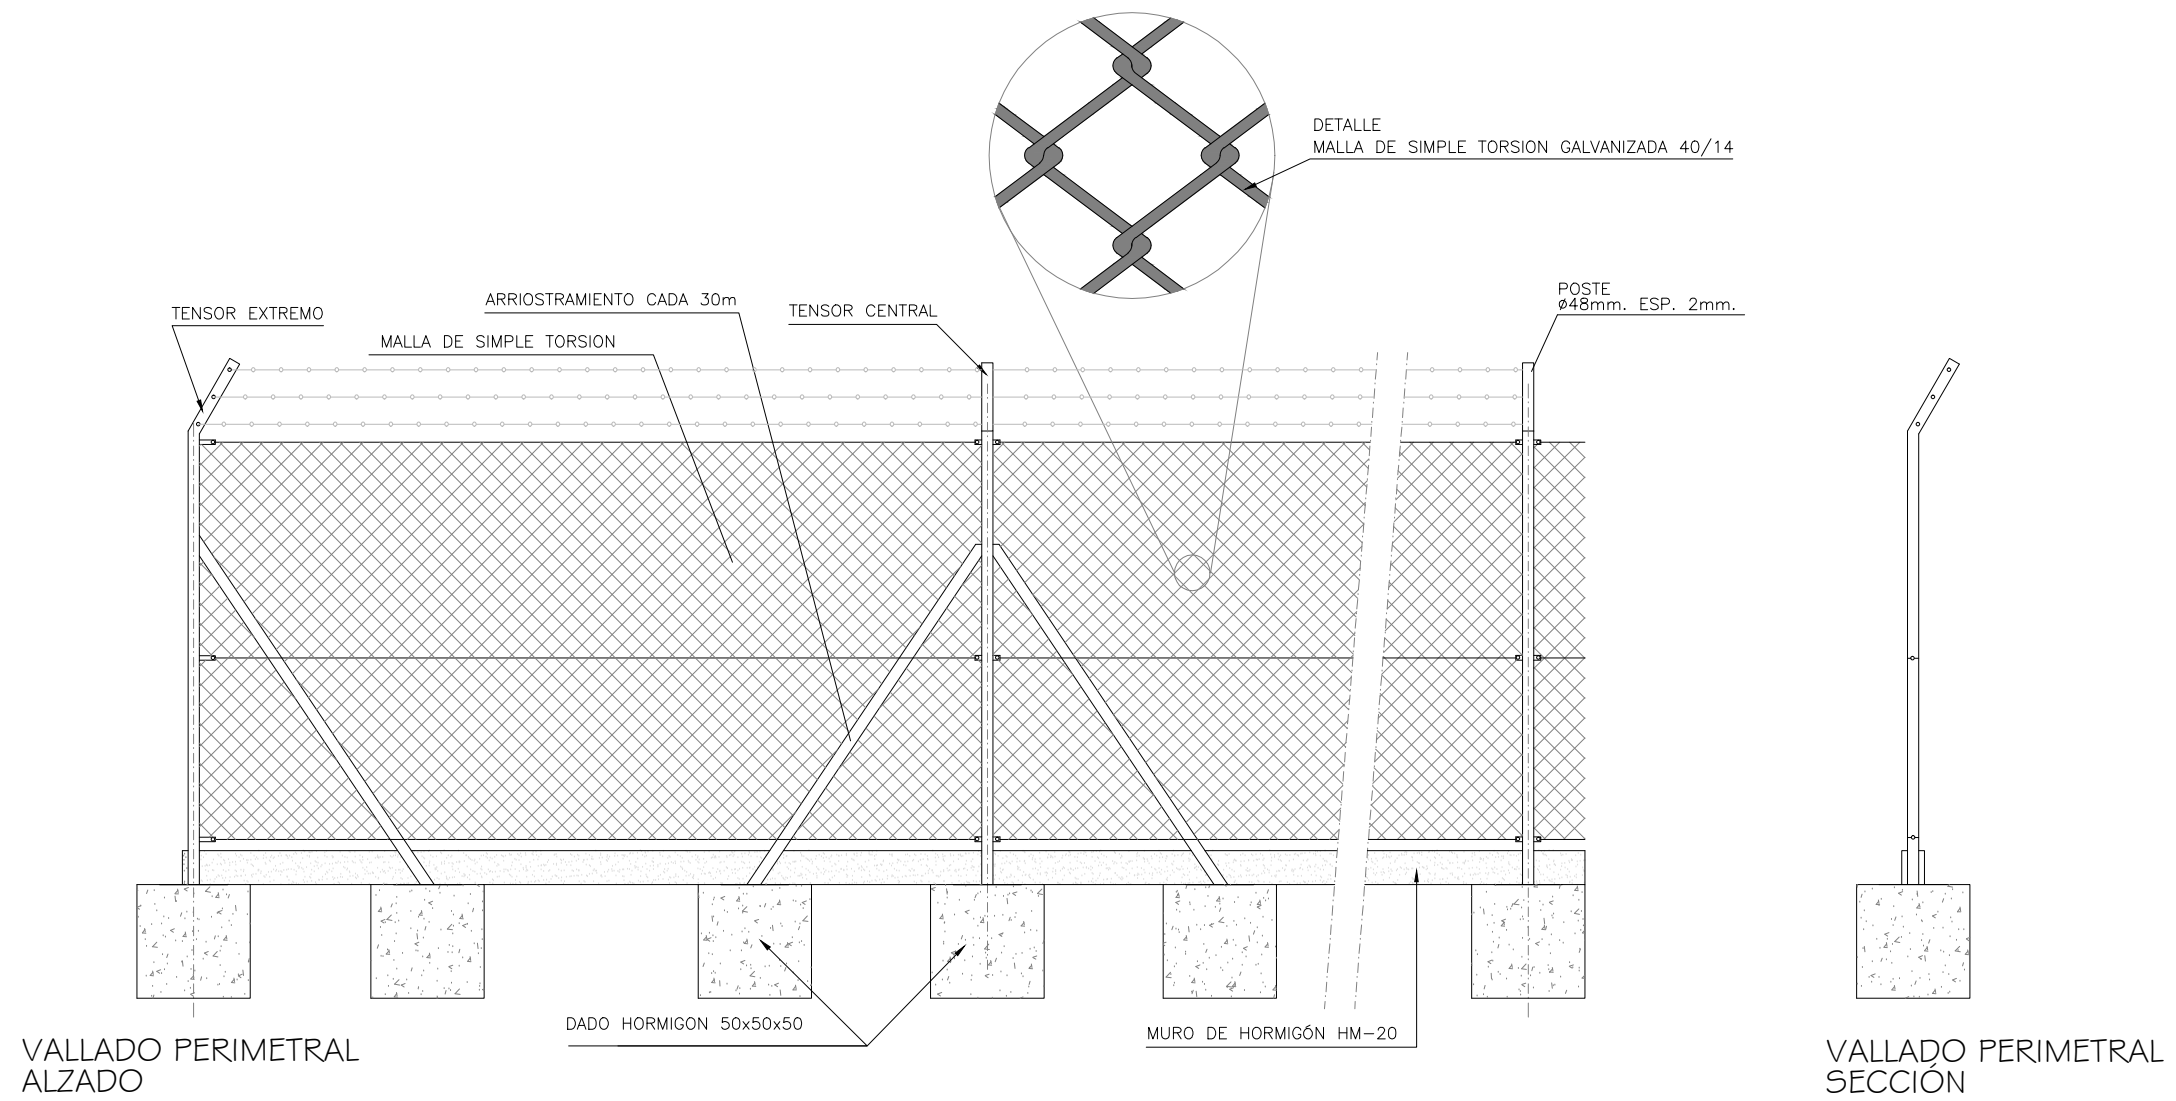 DETALLE
MALLA DE SIMPLE TORSION GALVANIZADA 40/14
POSTE
ø48mm. ESP. 2mm.
ARRIOSTRAMIENTO CADA 30m
TENSOR EXTREMO
TENSOR CENTRAL
MALLA DE SIMPLE TORSION
DADO HORMIGON 50x50x50
MURO DE HORMIGÓN HM-20
VALLADO PERIMETRAL
ALZADO
VALLADO PERIMETRAL
SECCIÓN